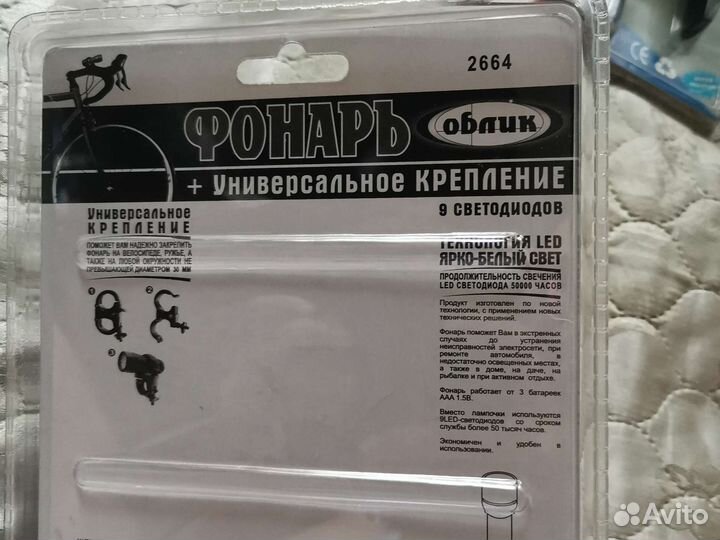 2664
ФОНАРЬ
облик
+ Универсальное КРЕПЛЕНИЕ
Универсальное
КРЕПЛЕНИЕ
ПОМОЖЕТ ВАМ НАДЕЖНО ЗАКРЕПИТЬ
ФОНАРЬ НА ВЕЛОСИПЕДЕ, РУЖЬЕ, А
ТАКЖЕ НА ЛЮБОЙ ОКРУЖНОСТИ НЕ
ПРЕВЫШАЮЩЕЙ ДИАМЕТРОМ 30 ММ
1
2
3
9 СВЕТОДИОДОВ
ТЕХНОЛОГИЯ LED
ЯРКО-БЕЛЫЙ СВЕТ
ПРОДОЛЖИТЕЛЬНОСТЬ СВЕЧЕНИЯ
LED СВЕТОДИОДА 50000 ЧАСОВ
Продукт изготовлен по новой
технологии, с применением новых
технических решений.
Фонарь поможет Вам в экстренных
случаях до устранения
неисправностей электросети, при
ремонте автомобиля, в
недостаточно освещенных местах,
а также в доме, на даче, на
рыбалке и при активном отдыхе.
Фонарь работает от 3 батареек
ААА 1.5В.
Вместо лампочки используются
9LED-светодиодов со сроком
службы более 50 тысяч часов.
Экономичен и удобен в
использовании.
CE
Avito